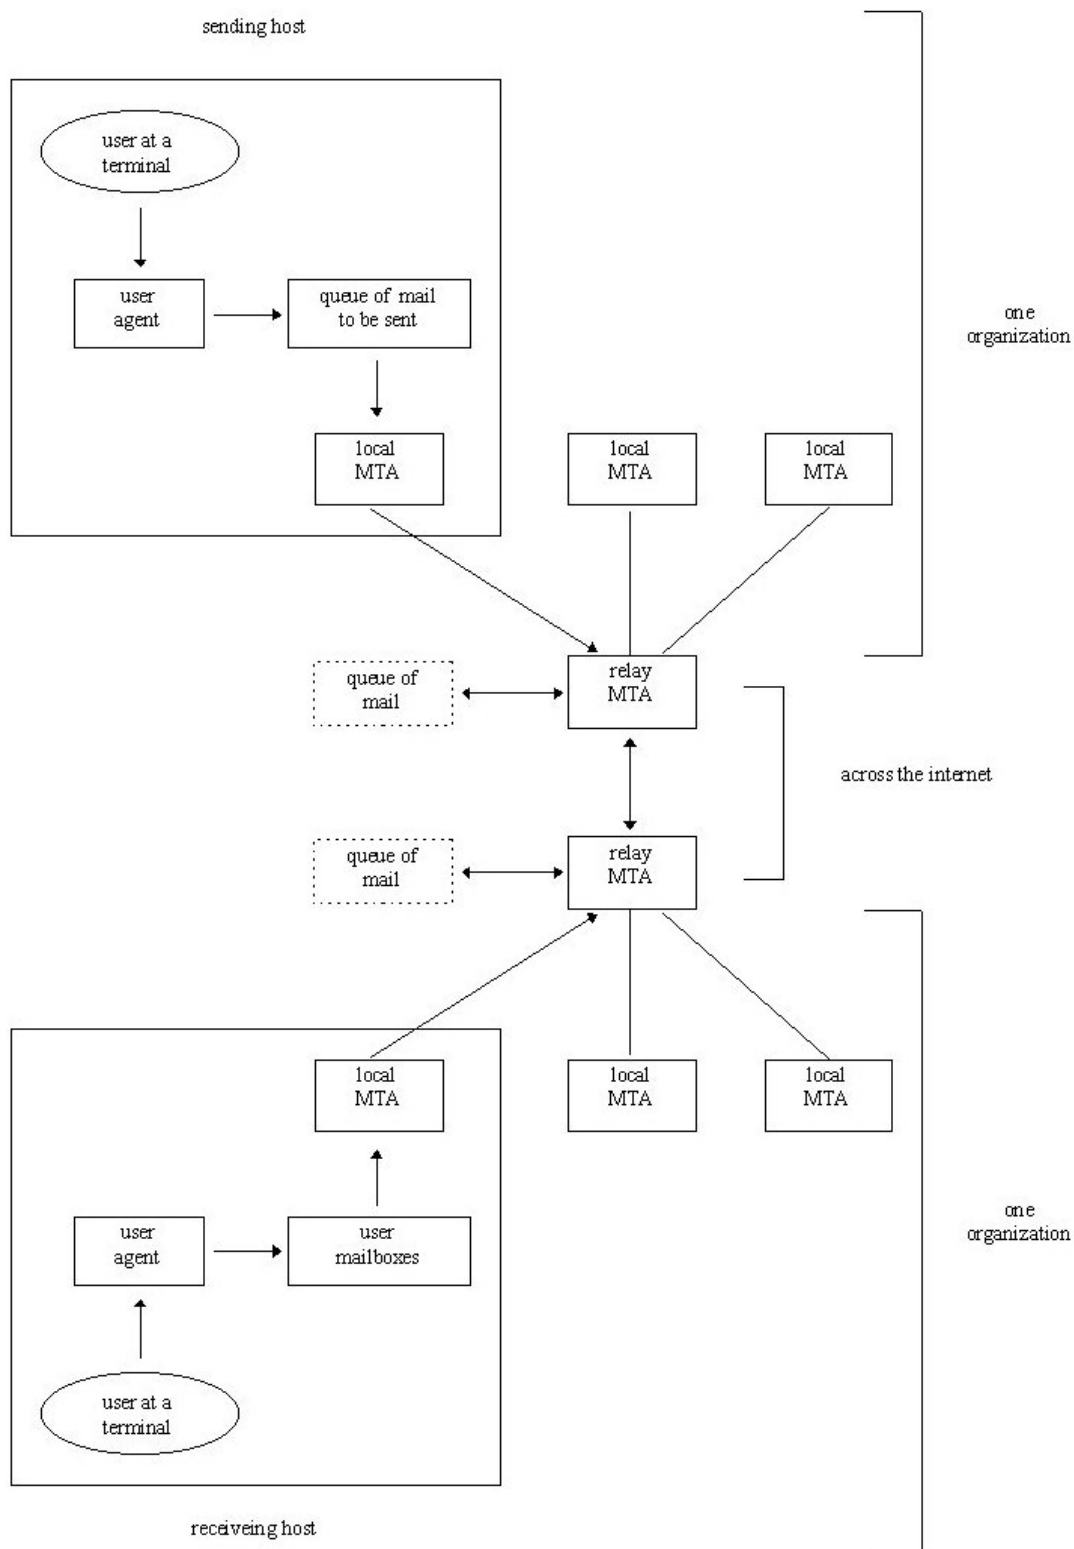 sending host
user at a
terminal
user
agent
queue of mail
to be sent
one
organization
local
MTA
local
MTA
local
MTA
queue of
mail
relay
MTA
across the internet
queue of
mail
relay
MTA
local
MTA
local
MTA
local
MTA
user
agent
user
mailboxes
one
organization
user at a
terminal
receiveing host